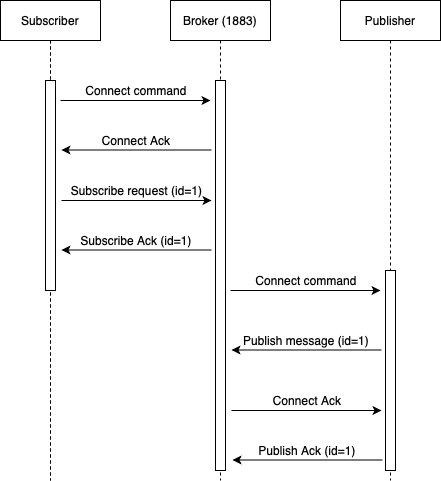 Subscriber
Broker (1883)
Publisher
Connect command
Connect Ack
Subscribe request (id=1)
Subscribe Ack (id=1)
Connect command
Publish message (id=1)
Connect Ack
Publish Ack (id=1)